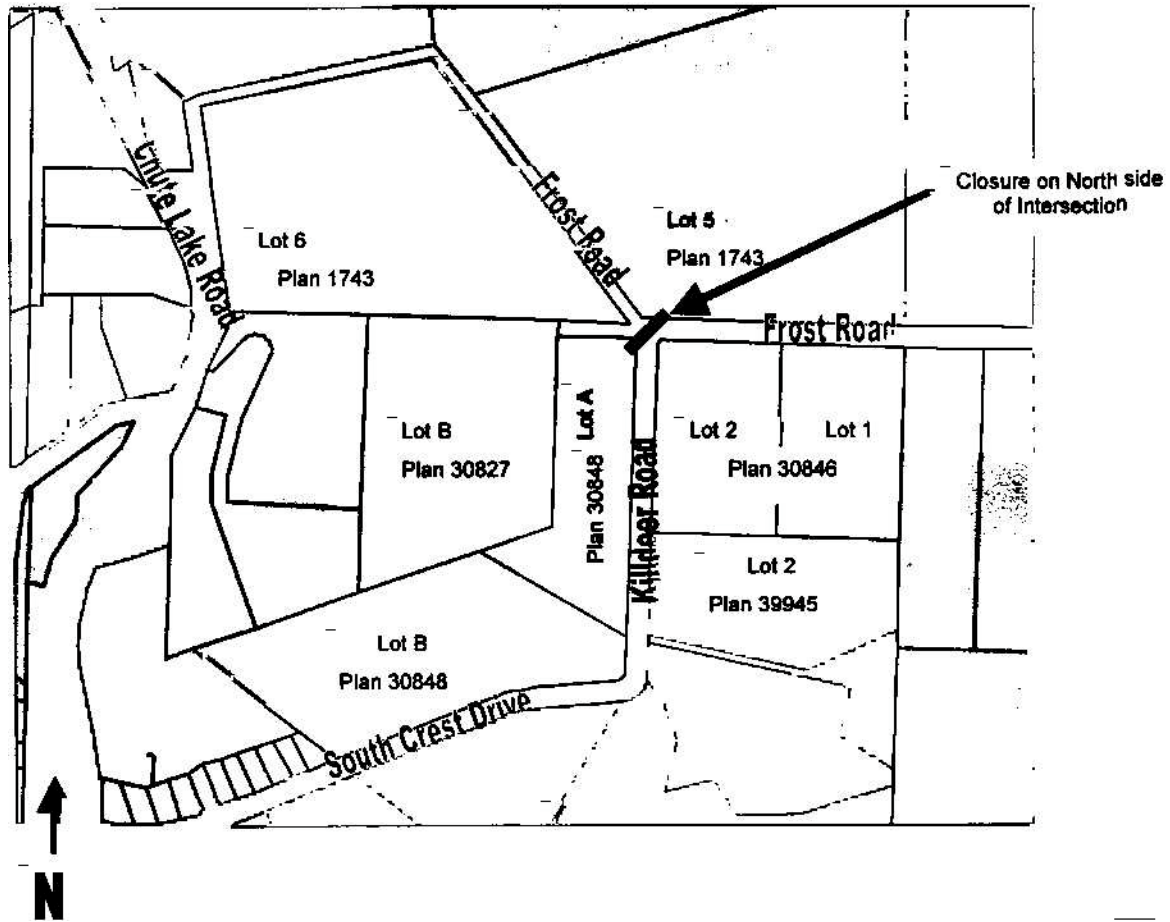 Closure on North side
of Intersection
Chute Lake Road
Frost Road
Lot 5
Plan 1743
Lot 6
Plan 1743
Frost Road
Lot B
Plan 30827
Lot A
Plan 30848
Killdeer Road
Lot 2
Lot 1
Plan 30846
Lot 2
Plan 39945
Lot B
Plan 30848
South Crest Drive
N